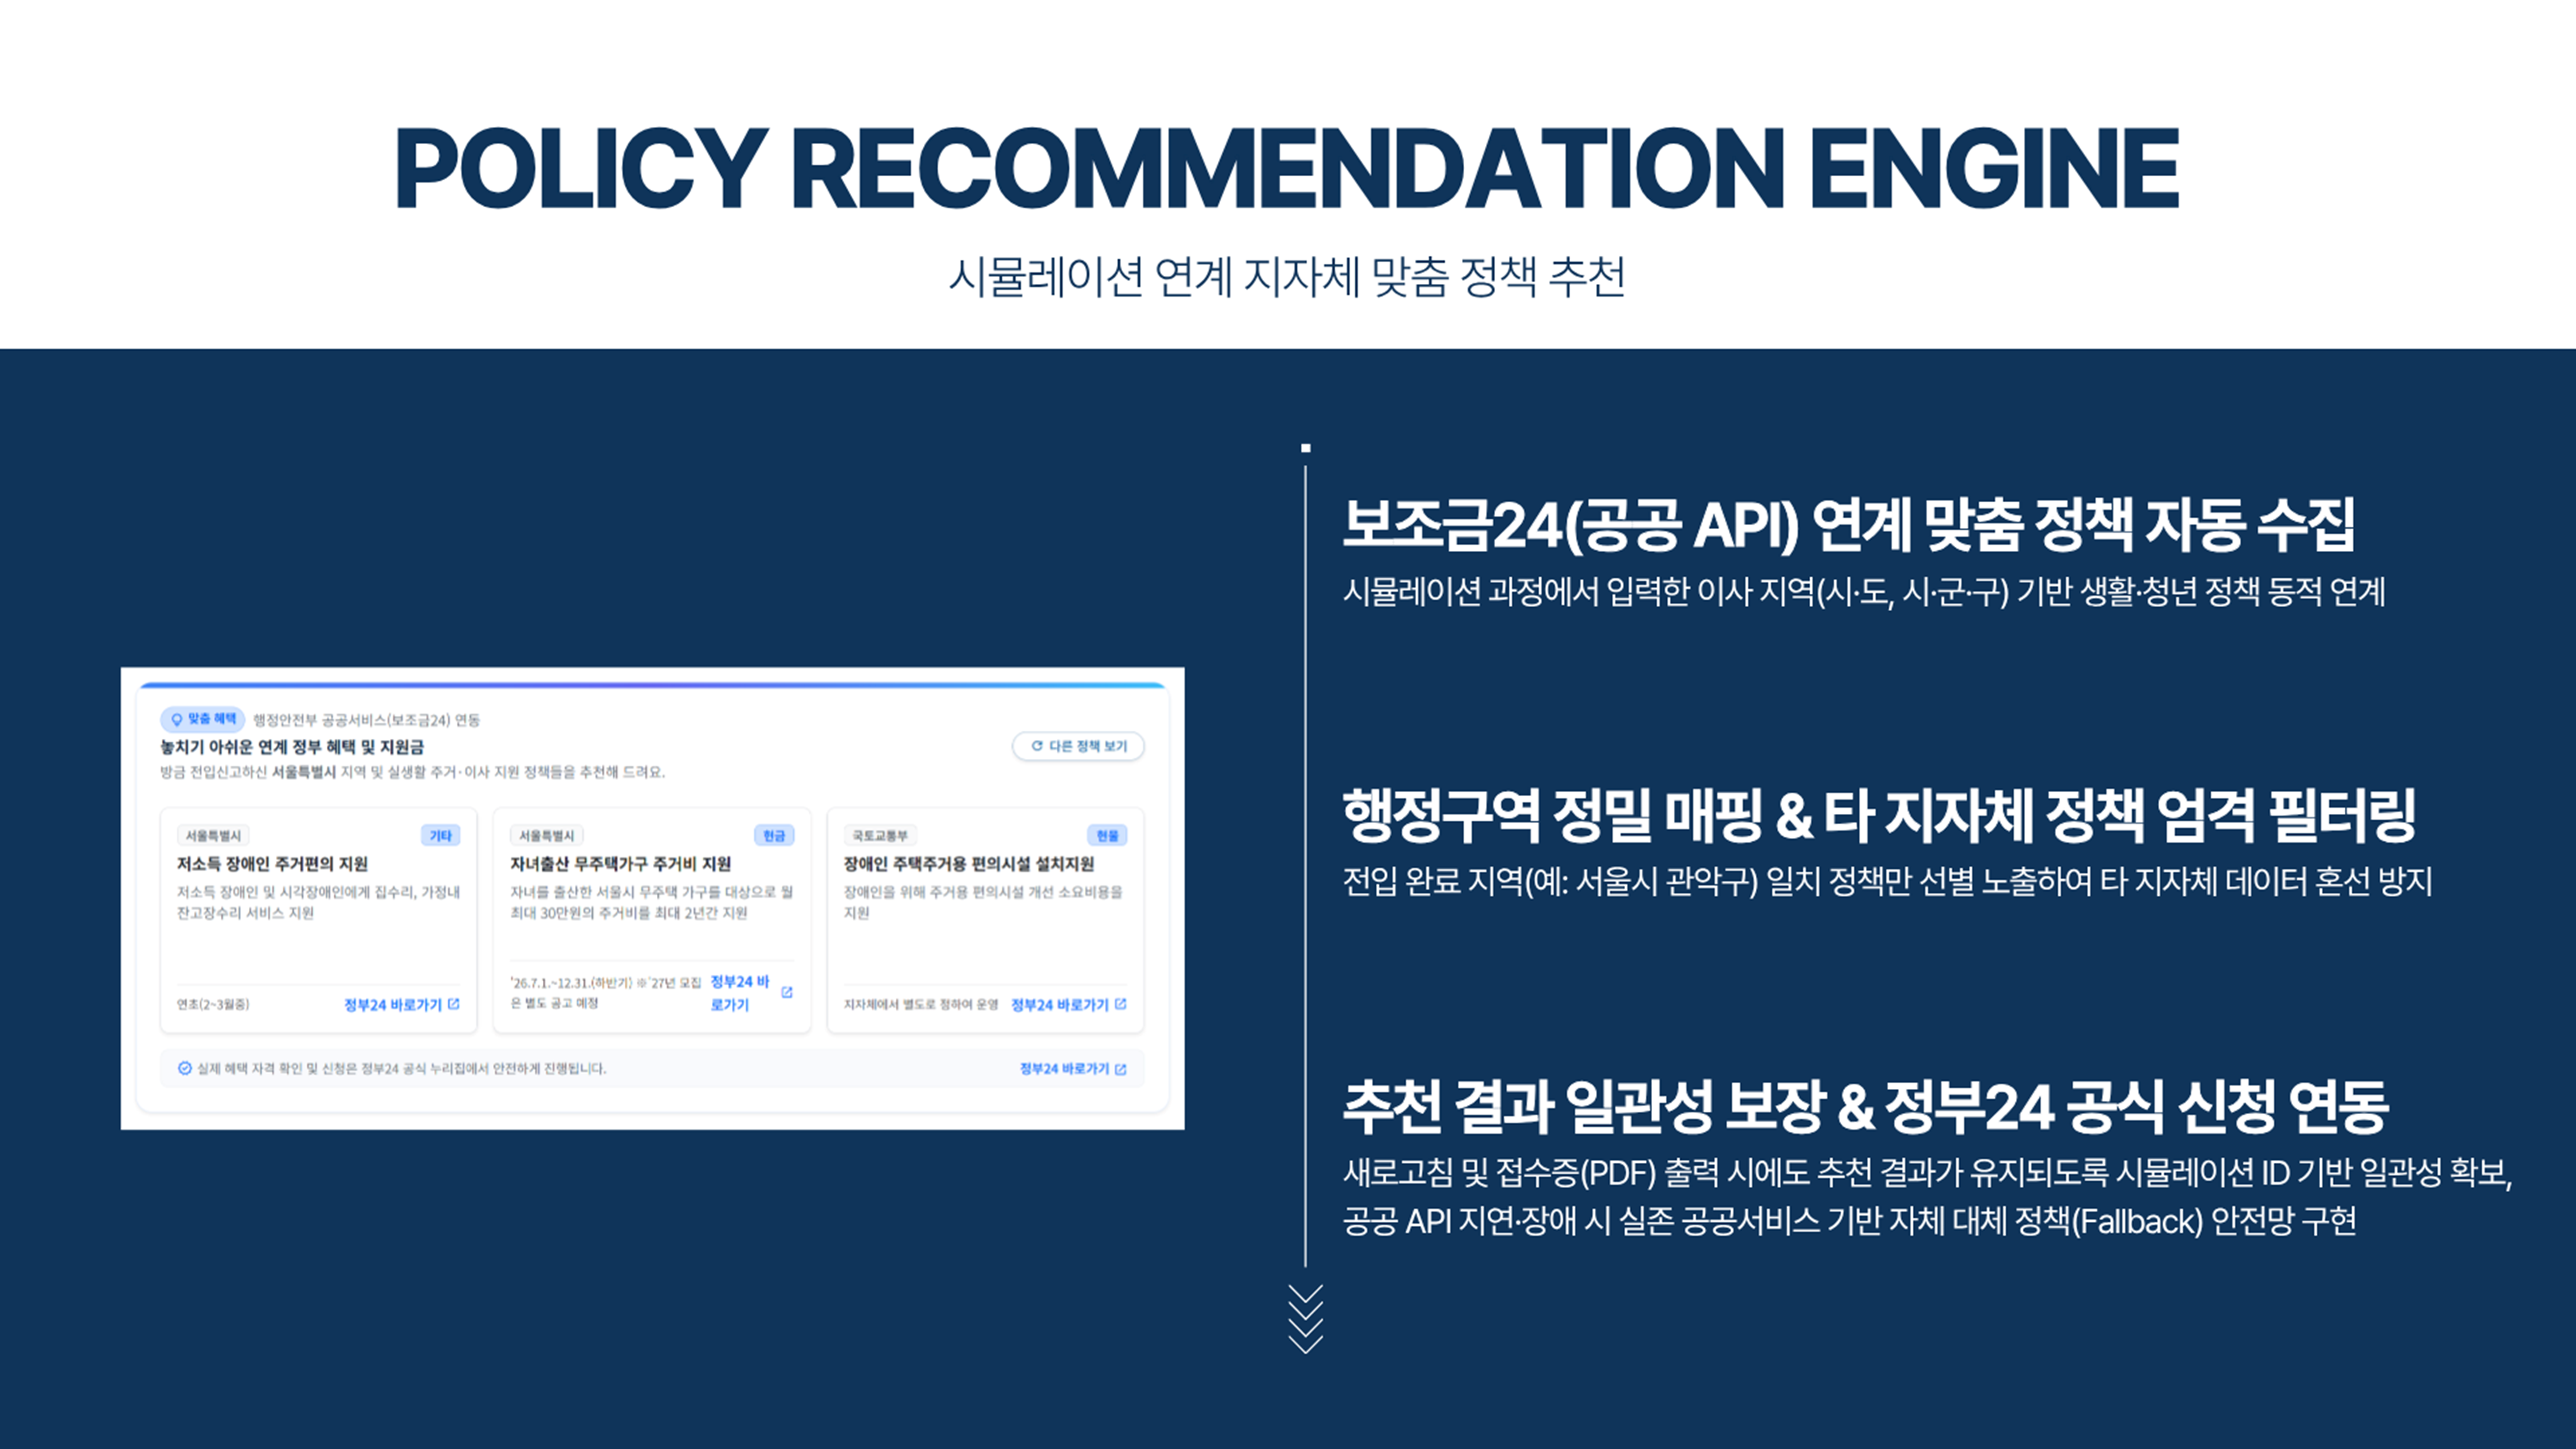 POLICY RECOMMENDATION ENGINE
시뮬레이션 연계 지자체 맞춤 정책 추천
맞춤 혜택 행정안전부 공공서비스(보조금24) 연동
놓치기 아쉬운 연계 정부 혜택 및 지원금
방금 전입신고하신 서울특별시 지역 및 실생활 주거·이사 지원 정책들을 추천해 드려요.
다른 정책 보기
서울특별시 기타
저소득 장애인 주거편의 지원
저소득 장애인 및 시각장애인에게 집수리, 가정내
잔고장수리 서비스 지원
연초(2~3월중) 정부24 바로가기
서울특별시 현금
자녀출산 무주택가구 주거비 지원
자녀를 출산한 서울시 무주택 가구를 대상으로 월
최대 30만원의 주거비를 최대 2년간 지원
'26.7.1.~12.31.(하반기) ※'27년 모집
은 별도 공고 예정
정부24 바
로가기
국토교통부 현물
장애인 주택주거용 편의시설 설치지원
장애인을 위해 주거용 편의시설 개선 소요비용을
지원
지자체에서 별도로 정하여 운영 정부24 바로가기
실제 혜택 자격 확인 및 신청은 정부24 공식 누리집에서 안전하게 진행됩니다.
정부24 바로가기
보조금24(공공 API) 연계 맞춤 정책 자동 수집
시뮬레이션 과정에서 입력한 이사 지역(시·도, 시·군·구) 기반 생활·청년 정책 동적 연계
행정구역 정밀 매핑 & 타 지자체 정책 엄격 필터링
전입 완료 지역(예: 서울시 관악구) 일치 정책만 선별 노출하여 타 지자체 데이터 혼선 방지
추천 결과 일관성 보장 & 정부24 공식 신청 연동
새로고침 및 접수증(PDF) 출력 시에도 추천 결과가 유지되도록 시뮬레이션 ID 기반 일관성 확보,
공공 API 지연·장애 시 실존 공공서비스 기반 자체 대체 정책(Fallback) 안전망 구현